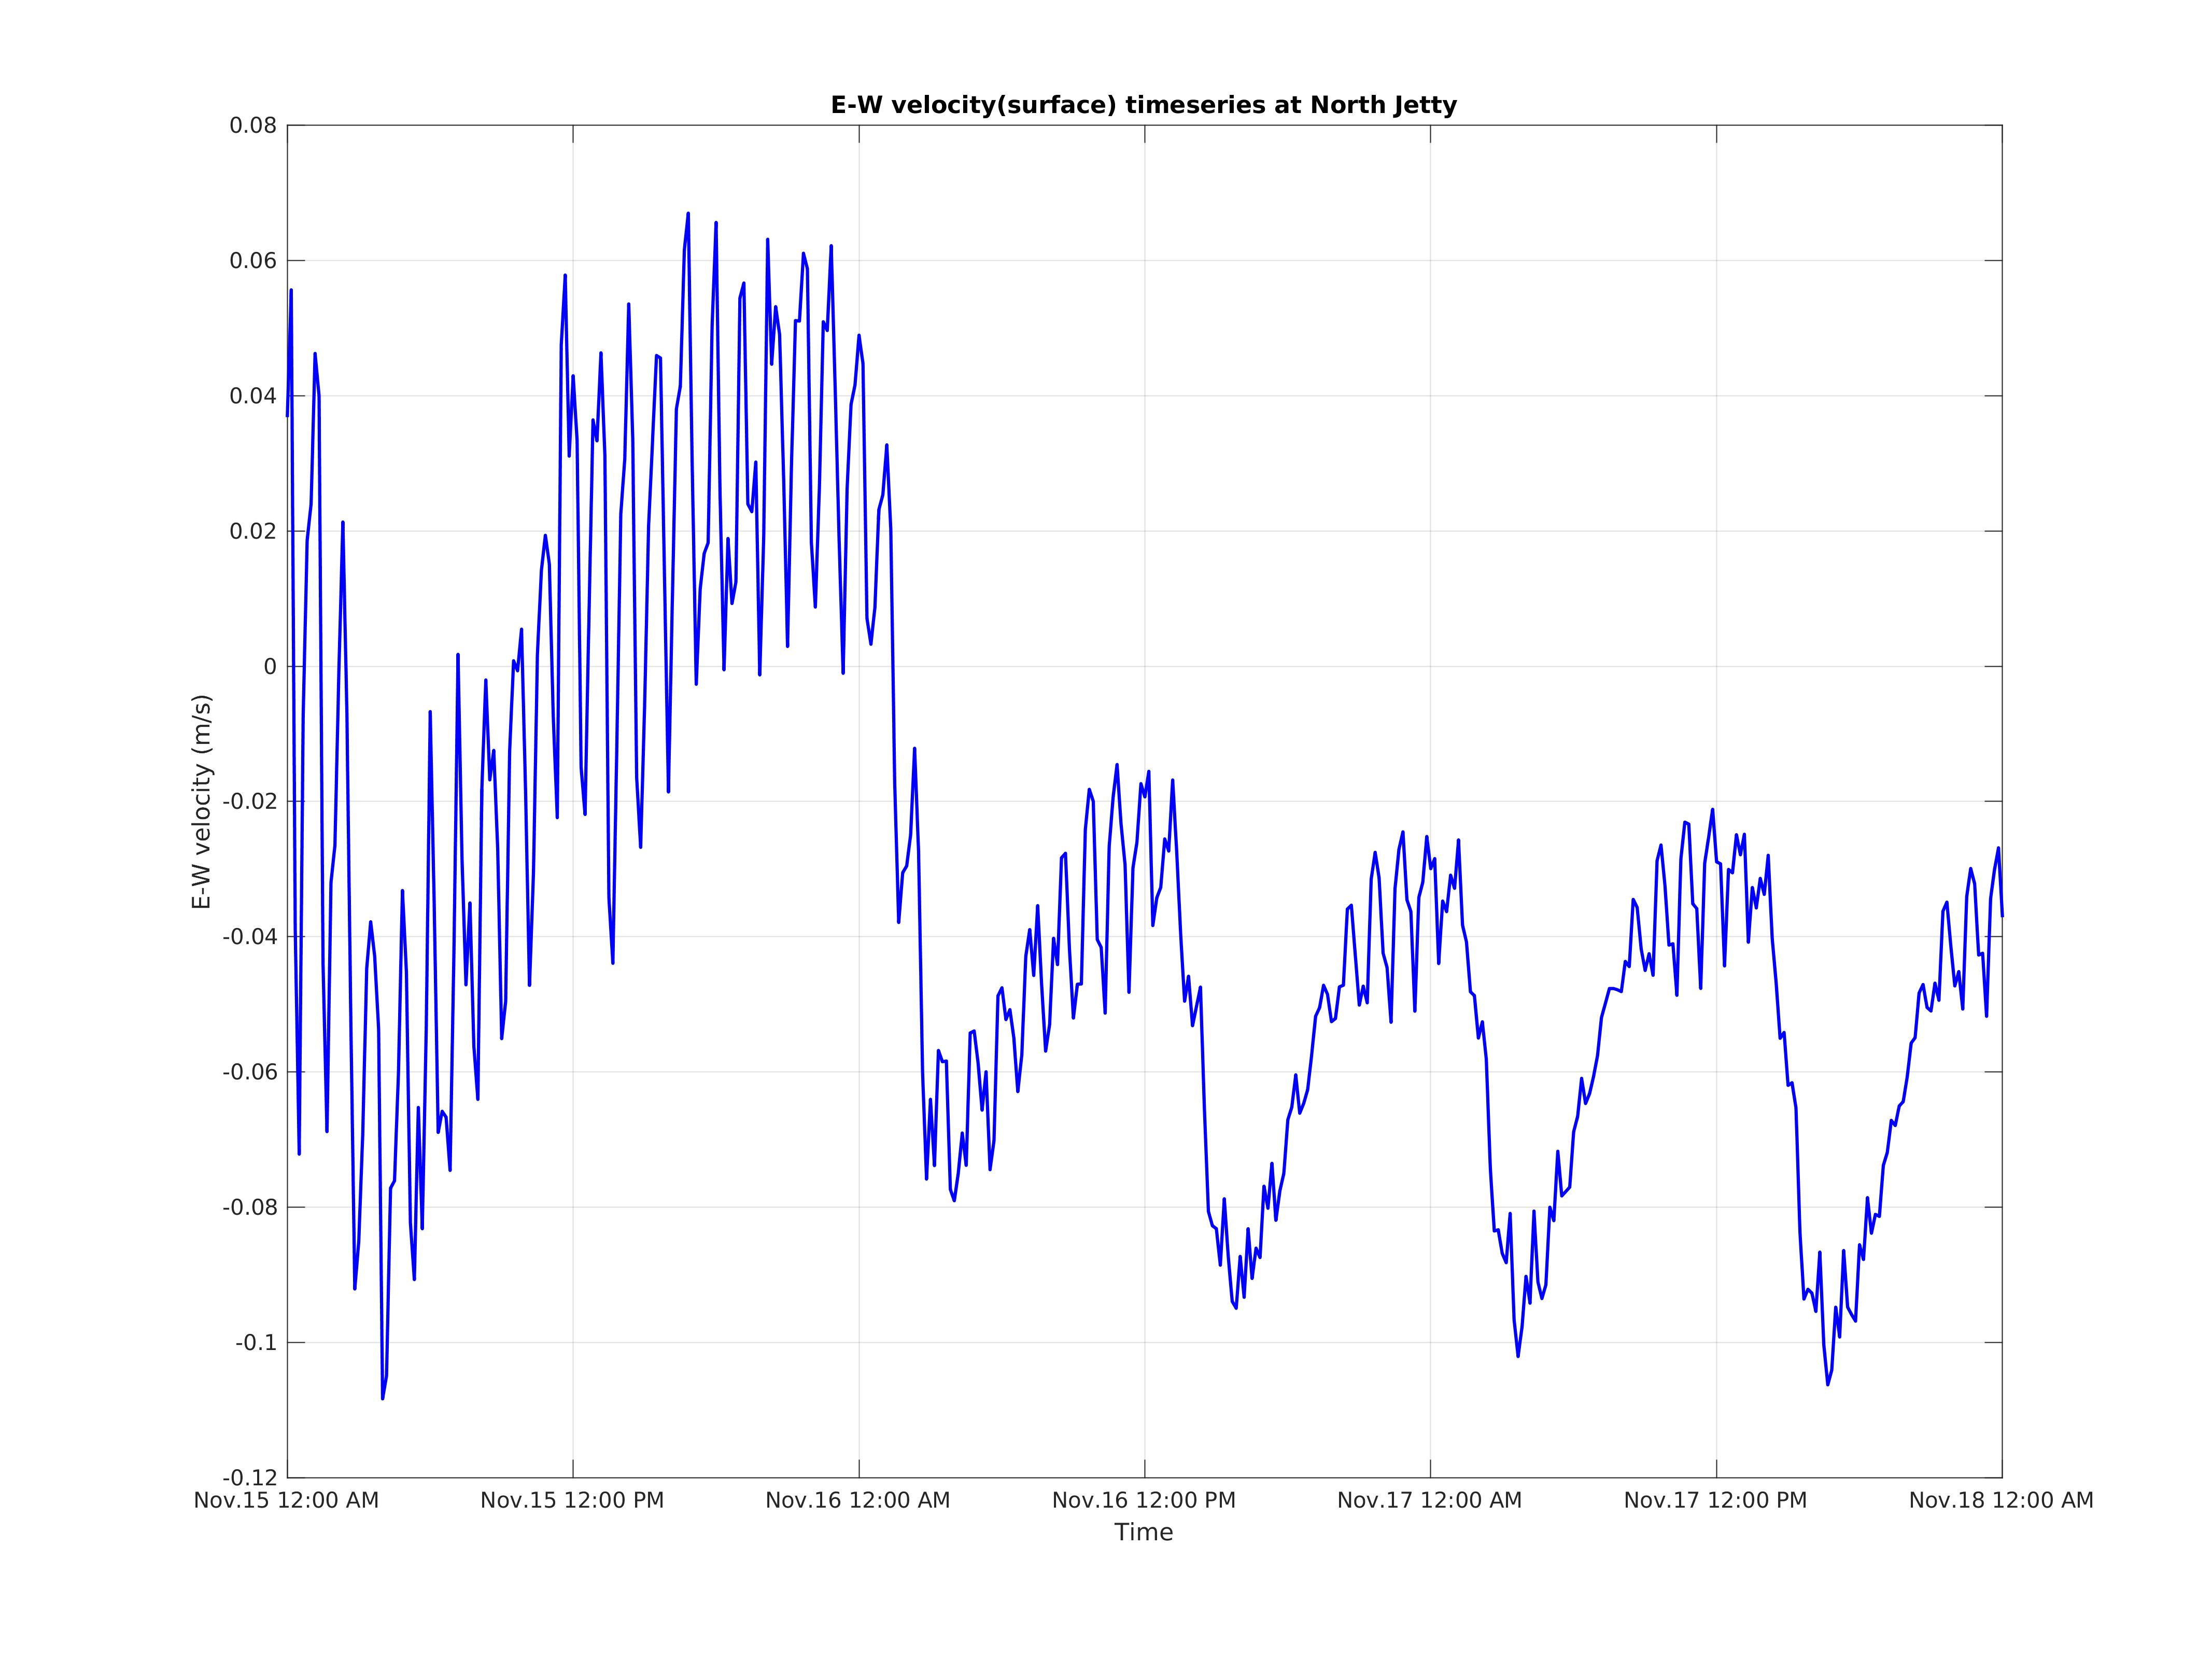 E-W velocity(surface) timeseries at North Jetty
0.08
0.06
0.04
0.02
0
-0.02
-0.04
-0.06
-0.08
-0.1
-0.12
E-W velocity (m/s)
Nov.15 12:00 AM Nov.15 12:00 PM Nov.16 12:00 AM Nov.16 12:00 PM Nov.17 12:00 AM Nov.17 12:00 PM Nov.18 12:00 AM
Time